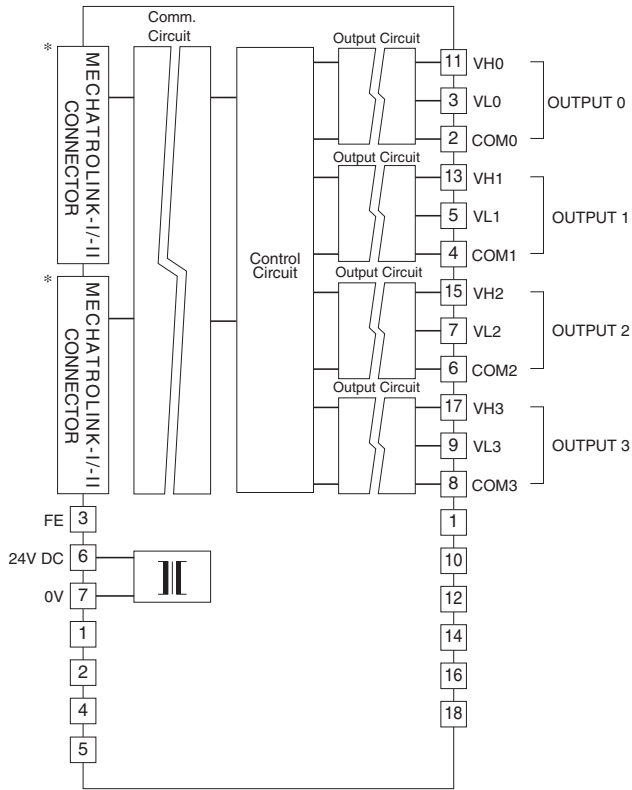 Comm.
Circuit
*
MECHATROLINK-I/-II
CONNECTOR
*
MECHATROLINK-I/-II
CONNECTOR
Control
Circuit
Output Circuit
11 VH0
3 VL0
2 COM0
OUTPUT 0
Output Circuit
13 VH1
5 VL1
4 COM1
OUTPUT 1
Output Circuit
15 VH2
7 VL2
6 COM2
OUTPUT 2
Output Circuit
17 VH3
9 VL3
8 COM3
OUTPUT 3
FE 3
24V DC 6
0V 7
1
2
4
5
1
10
12
14
16
18